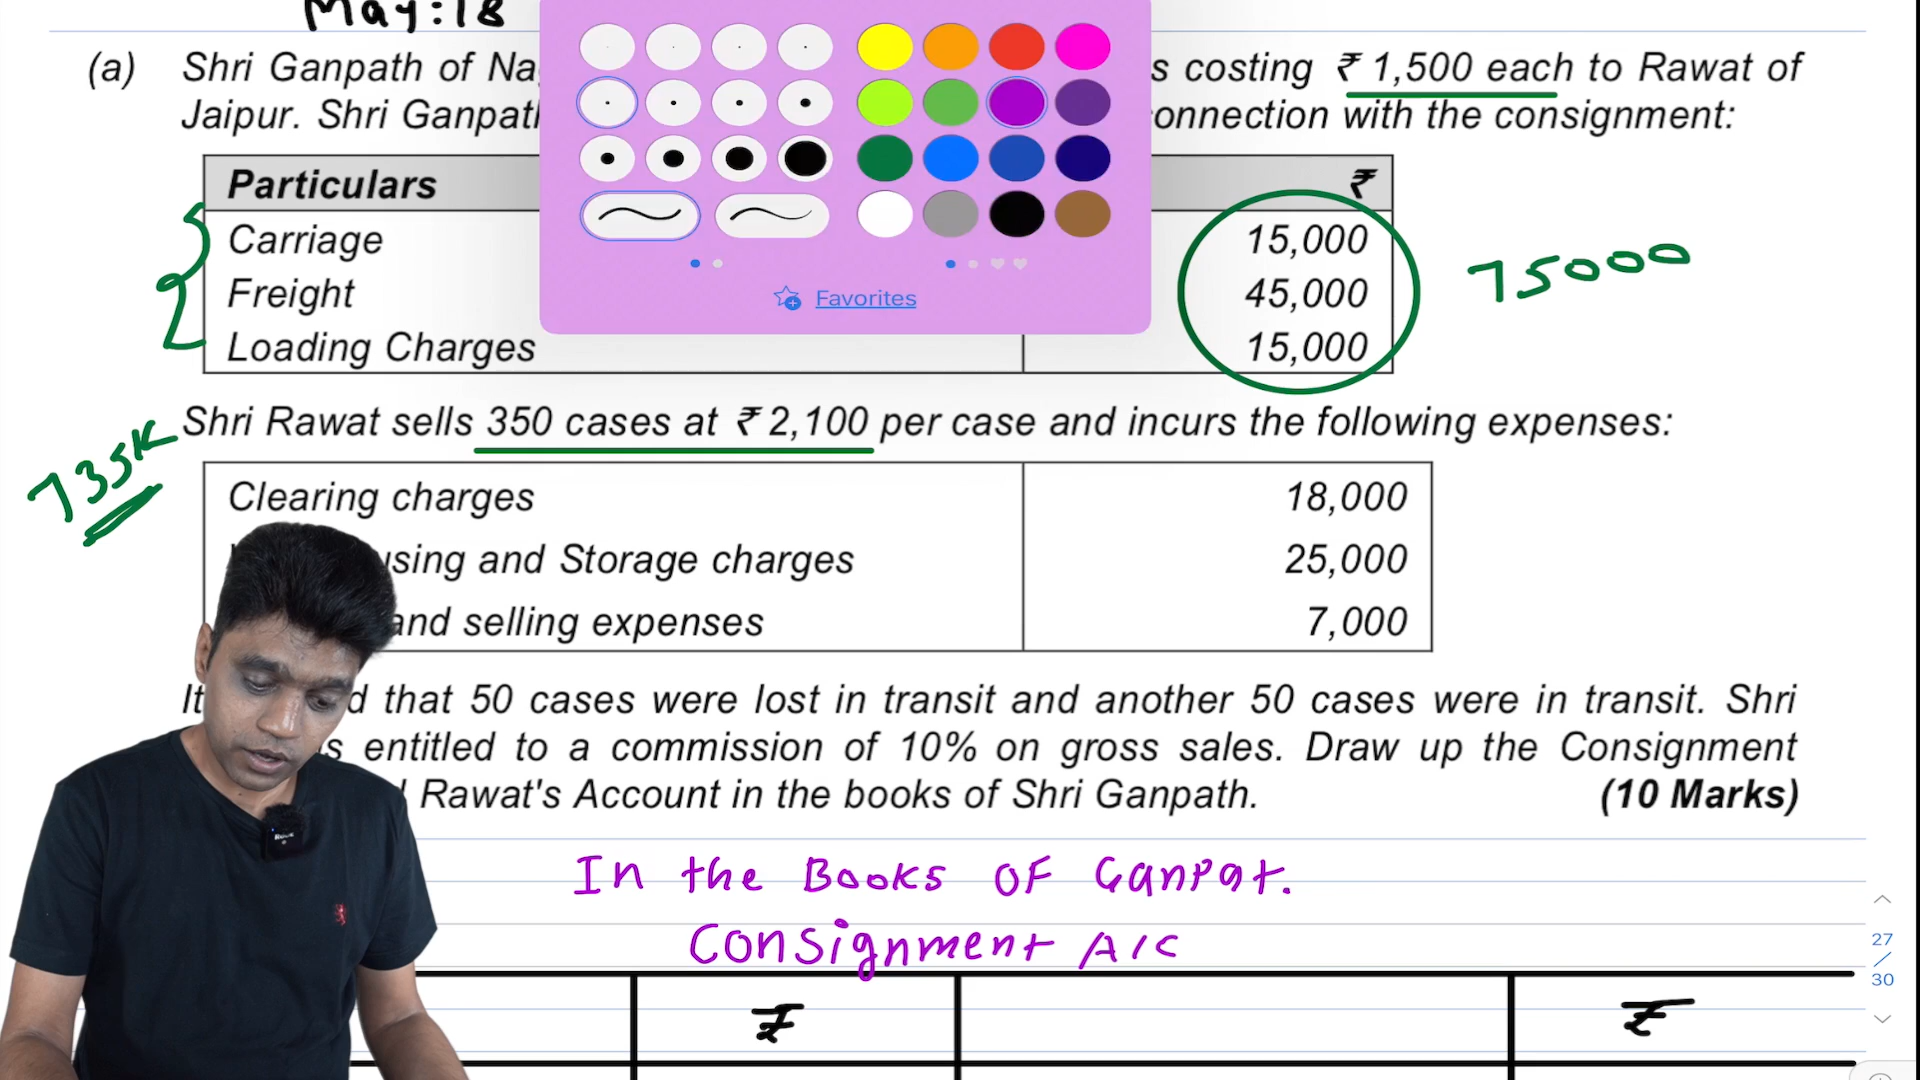 May:18
(a) Shri Ganpath of s costing ₹ 1,500 each to Rawat of
Jaipur. Shri connection with the consignment:
Particulars ₹
Carriage 15,000
Freight 45,000
Loading Charges 15,000
75000
Favorites
Shri Rawat sells 350 cases at ₹ 2,100 per case and incurs the following expenses:
735K
Clearing charges 18,000
and Storage charges 25,000
and selling expenses 7,000
that 50 cases were lost in transit and another 50 cases were in transit. Shri
entitled to a commission of 10% on gross sales. Draw up the Consignment
Rawat's Account in the books of Shri Ganpath. (10 Marks)
In the Books OF Ganpat.
Consignment A/C
27
/
30
₹ ₹